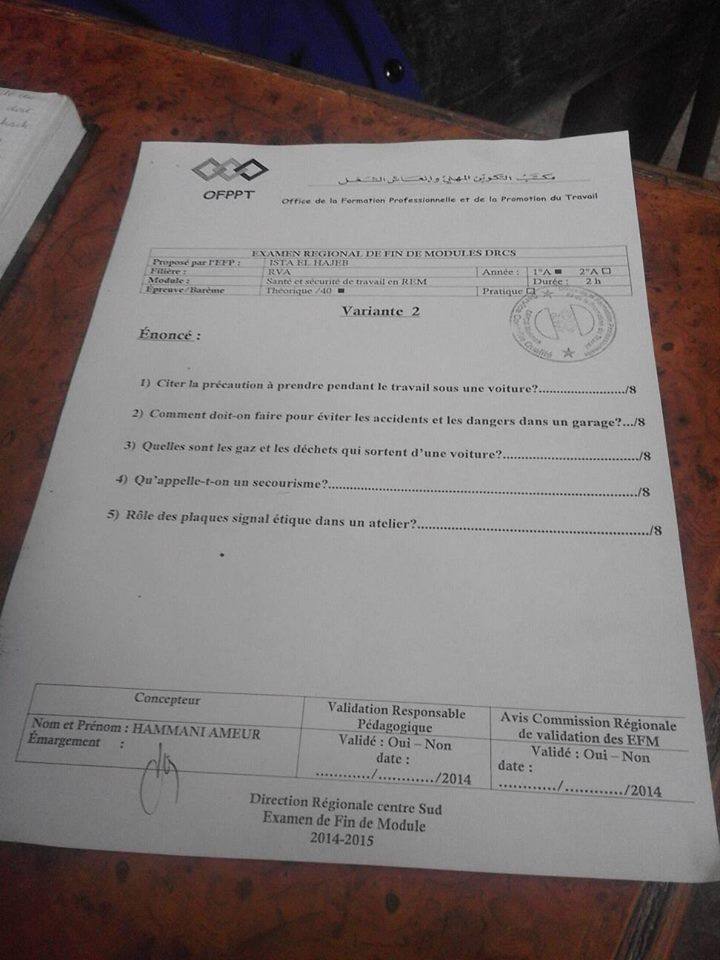 OFPPT
مكتب التكوين المهني وإنعاش الشغل
Office de la Formation Professionnelle et de la Promotion du Travail
EXAMEN REGIONAL DE FIN DE MODULES DRCS
Proposé par l'EFP : ISTA EL HAJEB
Filière : RVA Année : 1°A ■ 2°A □
Module : Santé et sécurité de travail en REM Durée : 2 h
Epreuve/Barème Théorique /40 ■ Pratique □
Variante 2
Énoncé :
1) Citer la précaution à prendre pendant le travail sous une voiture?........................./8
2) Comment doit-on faire pour éviter les accidents et les dangers dans un garage?.../8
3) Quelles sont les gaz et les déchets qui sortent d'une voiture?................................./8
4) Qu'appelle-t-on un secourisme?............................................................................/8
5) Rôle des plaques signal étique dans un atelier?....................................................../8
Concepteur
Validation Responsable
Pédagogique
Avis Commission Régionale
de validation des EFM
Nom et Prénom : HAMMANI AMEUR
Émargement :
Validé : Oui – Non
date :
............/............/2014
Validé : Oui – Non
date :
............/............/2014
Direction Régionale centre Sud
Examen de Fin de Module
2014-2015